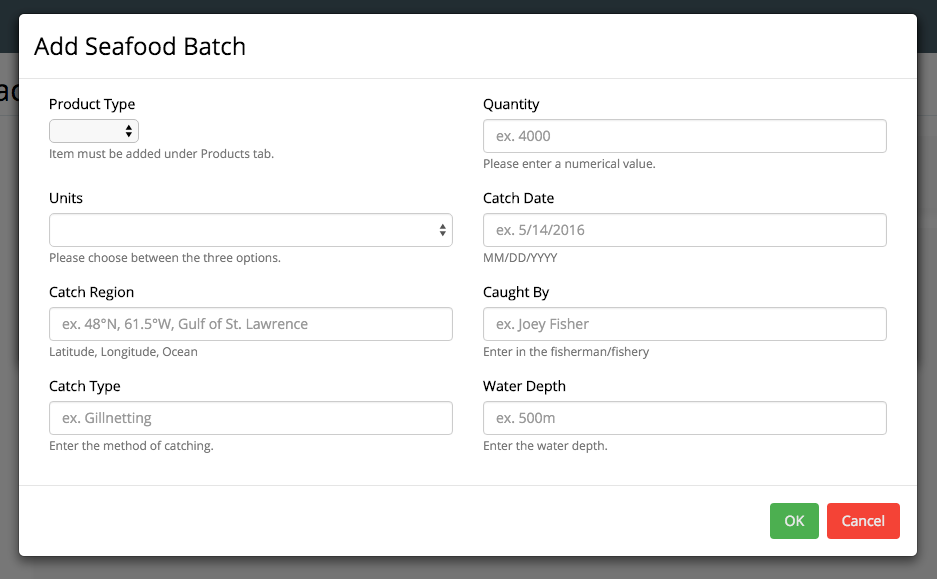 Add Seafood Batch
Product Type
Item must be added under Products tab.
Quantity
ex. 4000
Please enter a numerical value.
Units
Please choose between the three options.
Catch Date
ex. 5/14/2016
MM/DD/YYYY
Catch Region
ex. 48°N, 61.5°W, Gulf of St. Lawrence
Latitude, Longitude, Ocean
Caught By
ex. Joey Fisher
Enter in the fisherman/fishery
Catch Type
ex. Gillnetting
Enter the method of catching.
Water Depth
ex. 500m
Enter the water depth.
OK
Cancel